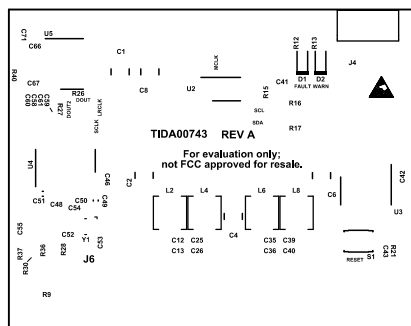 C71
U5
C66
R40
C67
C60
C53
C61
C59
R26
R27
DOUT2
DOUT
LRCLK
SCLK
C1
C8
MCLK
U2
R12
R13
D1
D2
FAULT
WARN
C41
R15
J4
R16
SCL
SDA
R17
TIDA00743 REV A
For evaluation only;
not FCC approved for resale.
U4
C46
C2
C42
C51
C48
C50
C54
C49
L2
L4
L6
L8
C6
U3
C55
C52
Y1
C53
C4
R37
R36
R28
R30
J6
C12
C25
C13
C26
C35
C39
C36
C40
RESET
S1
C43
R21
R9